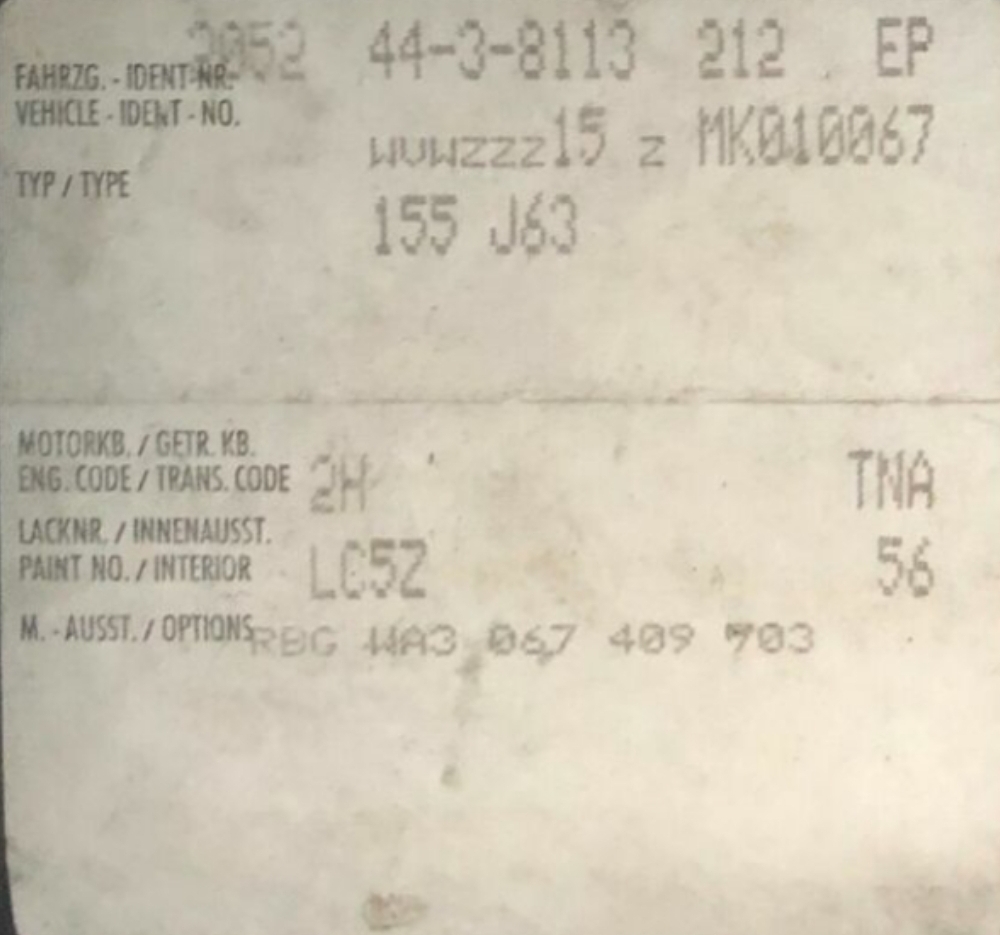 3052 44-3-8113 212 EP
FAHRZG. - IDENT-NR.
VEHICLE - IDENT - NO.
wvwzzz15 z MK010067
TYP / TYPE
155 J63
MOTORKB. / GETR. KB.
ENG. CODE / TRANS. CODE 2H TNA
LACKNR. / INNENAUSST.
PAINT NO. / INTERIOR LC5Z 56
M. - AUSST. / OPTIONS RBG WA3 067 409 703